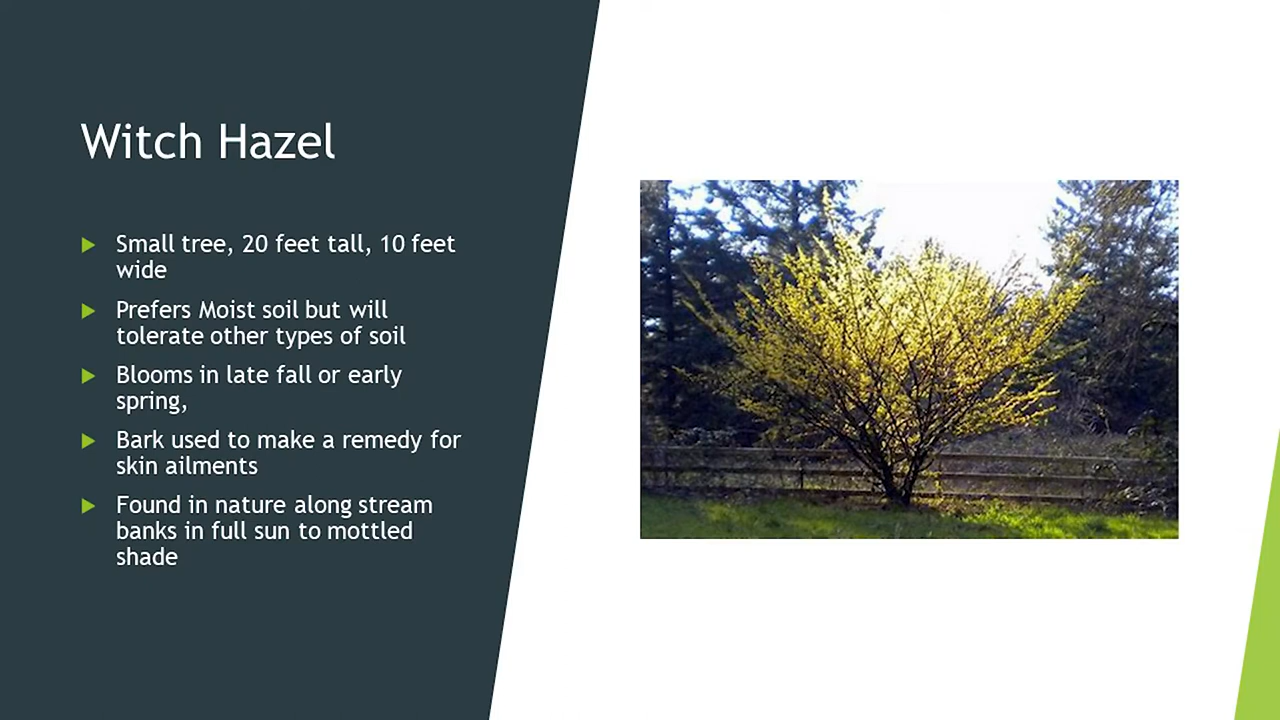 Witch Hazel
Small tree, 20 feet tall, 10 feet
wide
Prefers Moist soil but will
tolerate other types of soil
Blooms in late fall or early
spring,
Bark used to make a remedy for
skin ailments
Found in nature along stream
banks in full sun to mottled
shade